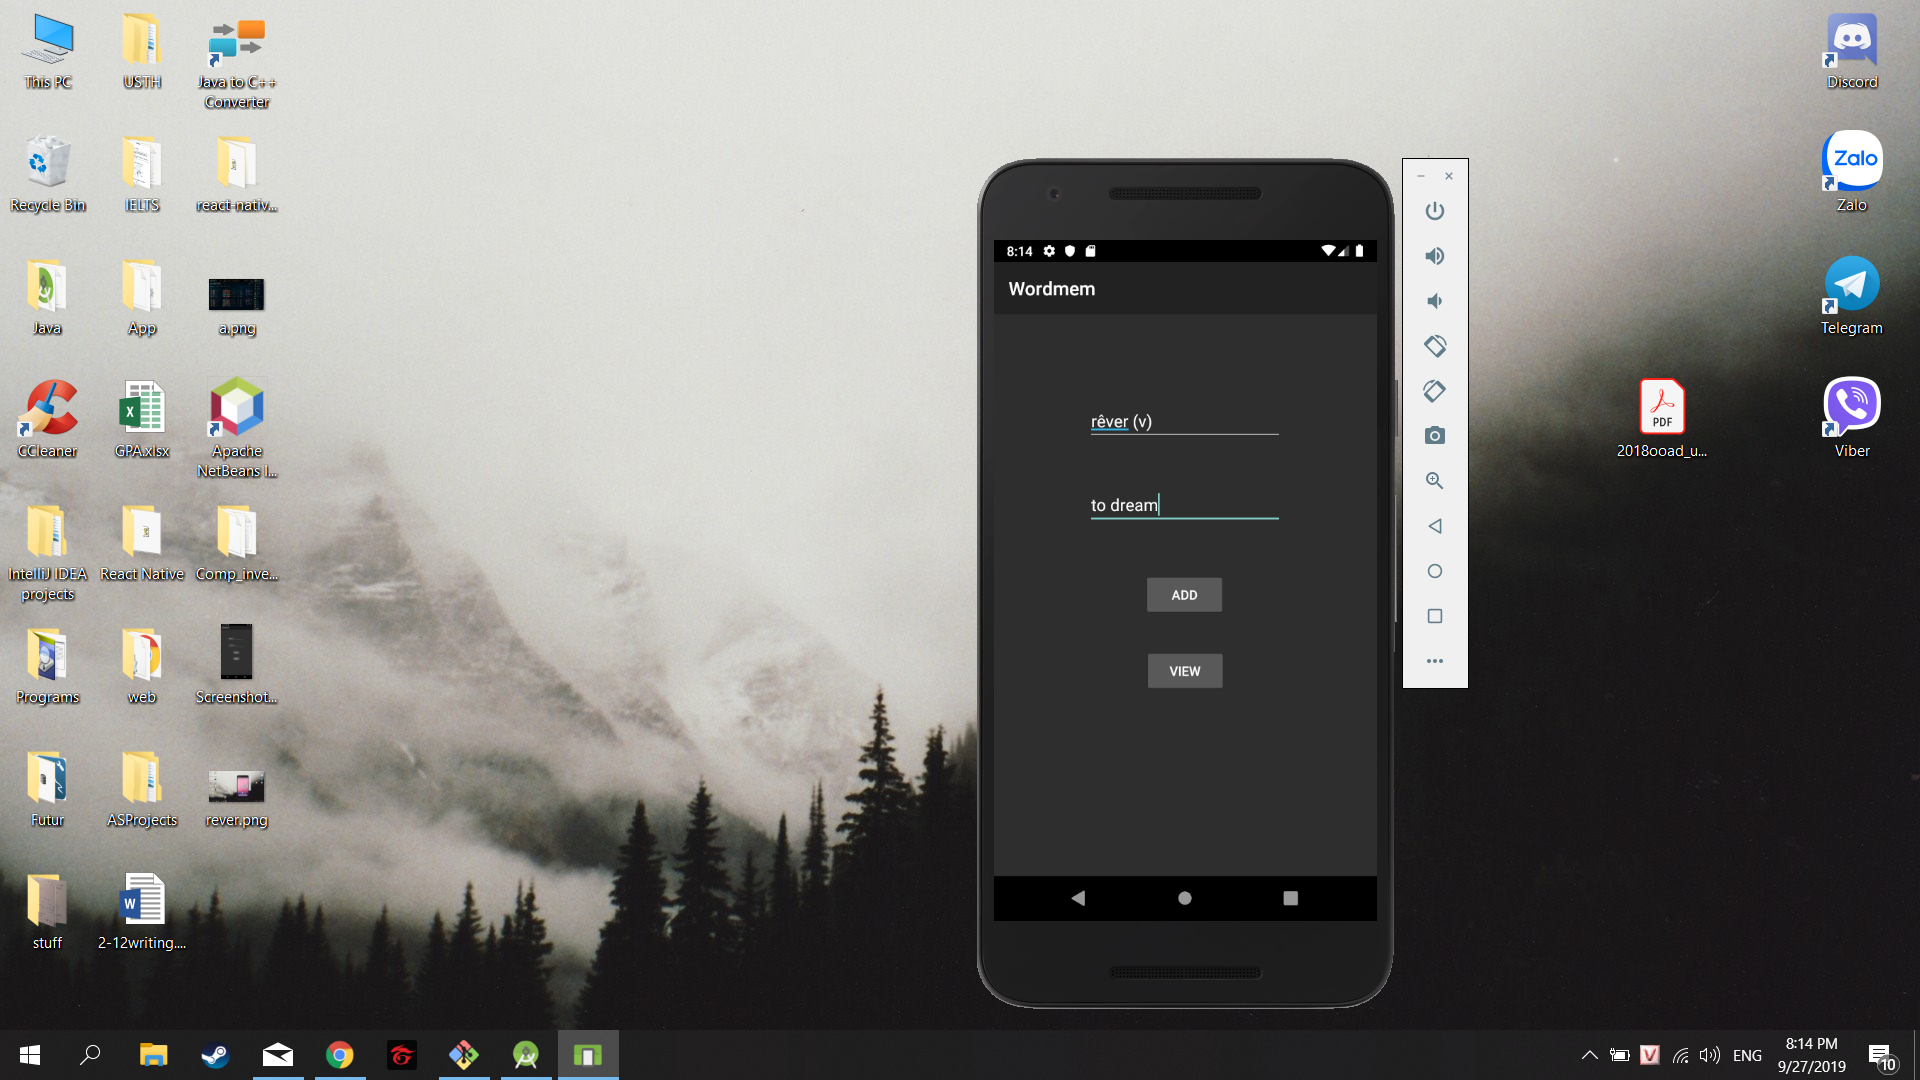 This PC
USTH
Java to C++
Converter
Recycle Bin
IELTS
react-nativ...
Java
App
a.png
CCleaner
GPA.xlsx
Apache
NetBeans I...
IntelliJ IDEA
projects
React Native
Comp_inve...
Programs
web
Screenshot...
Futur
ASProjects
rever.png
stuff
2-12writing....
8:14
Wordmem
rêver (v)
to dream
ADD
VIEW
Discord
Zalo
Zalo
Telegram
PDF
2018ooad_u...
Viber
ENG
8:14 PM
9/27/2019
10